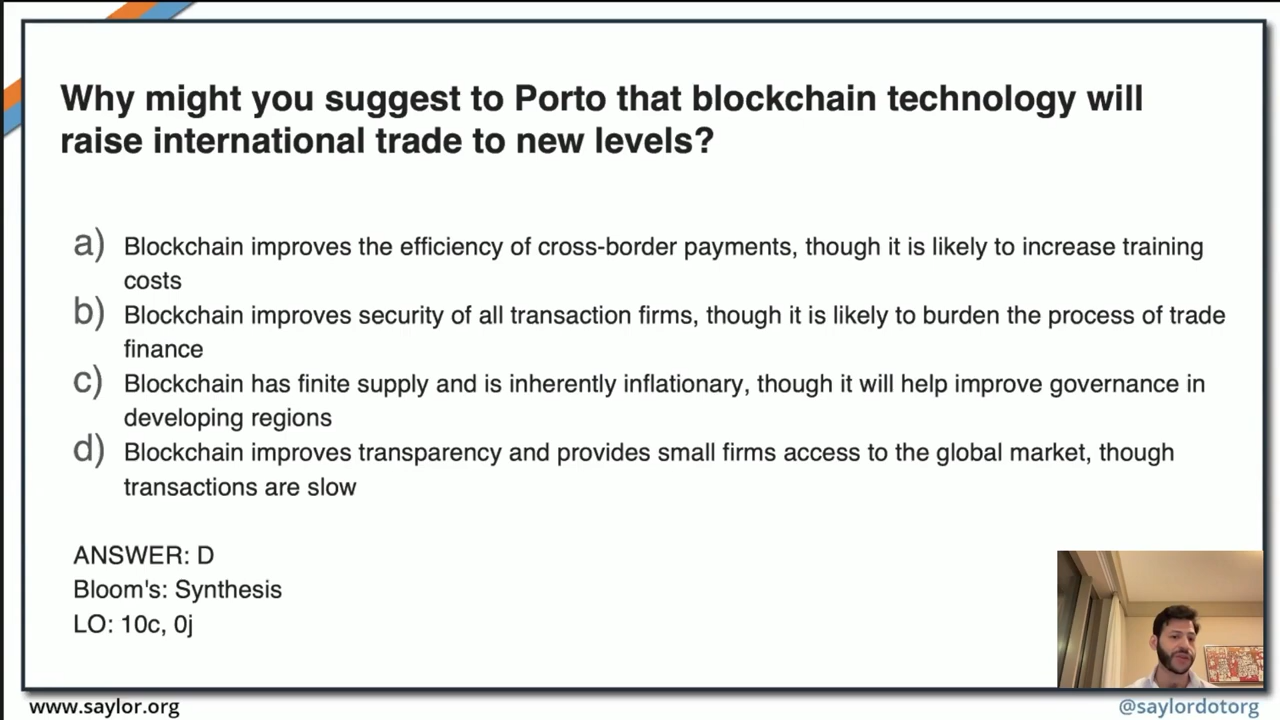 Why might you suggest to Porto that blockchain technology will
raise international trade to new levels?
a) Blockchain improves the efficiency of cross-border payments, though it is likely to increase training
costs
b) Blockchain improves security of all transaction firms, though it is likely to burden the process of trade
finance
c) Blockchain has finite supply and is inherently inflationary, though it will help improve governance in
developing regions
d) Blockchain improves transparency and provides small firms access to the global market, though
transactions are slow
ANSWER: D
Bloom's: Synthesis
LO: 10c, 0j
www.saylor.org
@saylordotorg